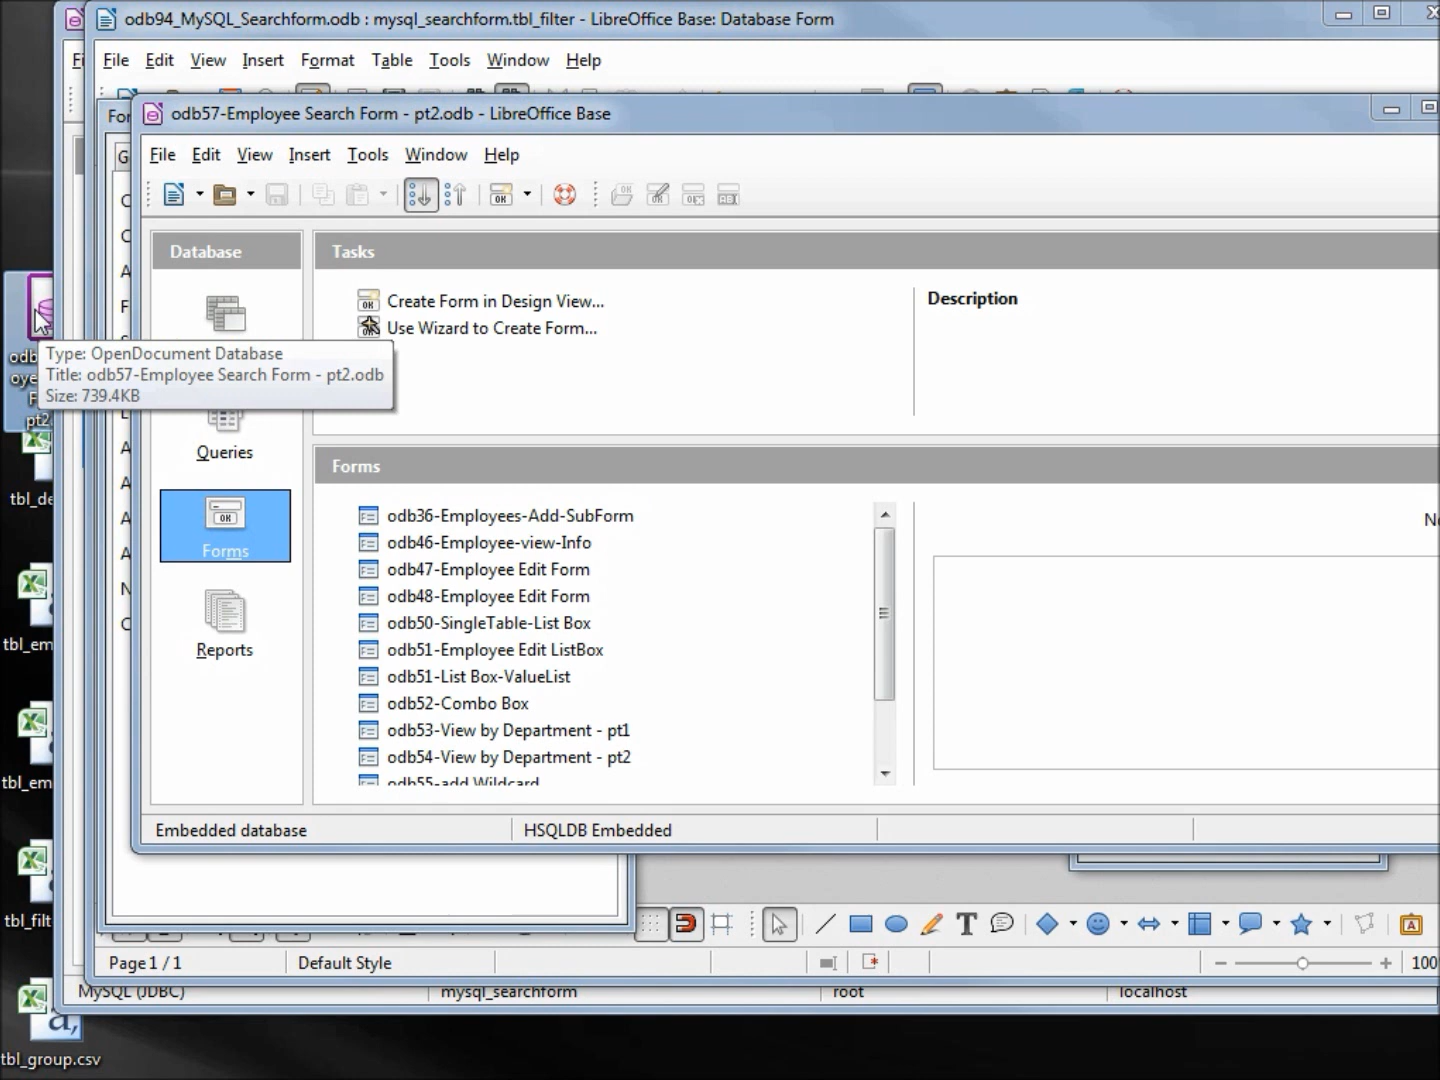 odb94_MySQL_Searchform.odb : mysql_searchform.tbl_filter - LibreOffice Base: Database Form
File Edit View Insert Format Table Tools Window Help
odb57-Employee Search Form - pt2.odb - LibreOffice Base
File Edit View Insert Tools Window Help
Database
Tasks
Create Form in Design View...
Use Wizard to Create Form...
Description
Type: OpenDocument Database
Title: odb57-Employee Search Form - pt2.odb
Size: 739.4KB
pt2
Queries
Forms
Reports
Forms
odb36-Employees-Add-SubForm
odb46-Employee-view-Info
odb47-Employee Edit Form
odb48-Employee Edit Form
odb50-SingleTable-List Box
odb51-Employee Edit ListBox
odb51-List Box-ValueList
odb52-Combo Box
odb53-View by Department - pt1
odb54-View by Department - pt2
odb55-add Wildcard
Embedded database
HSQLDB Embedded
tbl_de
tbl_em
tbl_em
tbl_filt
tbl_group.csv
Page 1 / 1
Default Style
100
MySQL (JDBC)
mysql_searchform
root
localhost